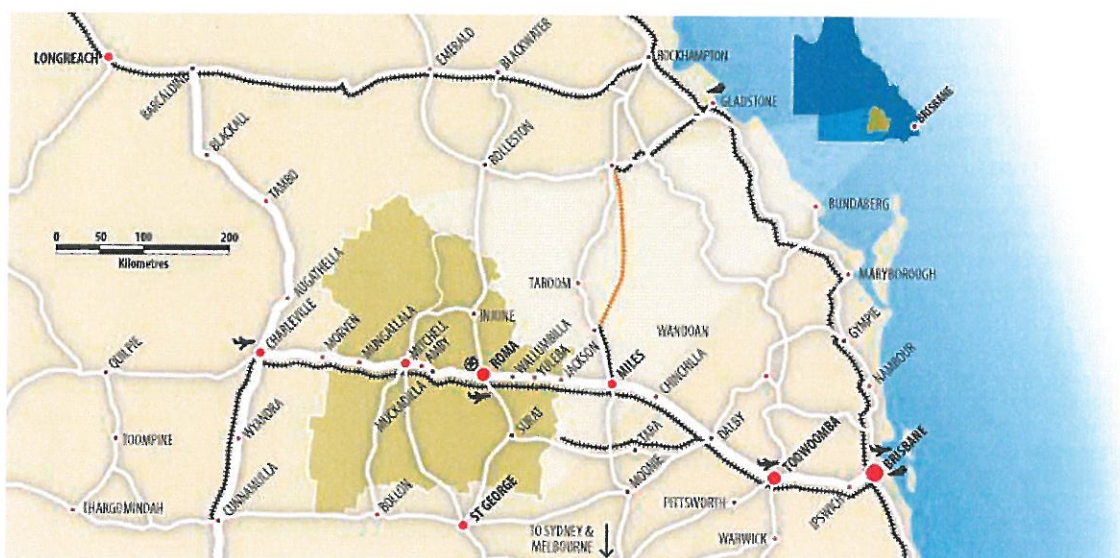 LONGREACH
BARCALDINE
EMERALD
BLACKWATER
ROCKHAMPTON
GLADSTONE
BRISBANE
BLACKALL
ROLLESTON
TAMBO
BUNDABERG
0 50 100 200
Kilometres
AUGATHELLA
TAROOM
MARYBOROUGH
CHARLEVILLE
MORVEN
MUNGALLALA
MITCHELL
AMBY
INJUNE
ROMA
WALLUMBILLA
YULEBA
JACKSON
WANDOAN
GYMPIE
QUILPIE
MUCKADILLA
MILES
CHINCHILLA
NAMBOUR
WYANDRA
TOOMPINE
SURAT
TARA
DALBY
TOOWOOMBA
BRISBANE
THARGOMINDAH
CUNNAMULLA
BOLLON
ST GEORGE
MOONIE
PITTSWORTH
IPSWICH
WARWICK
TO SYDNEY &
MELBOURNE